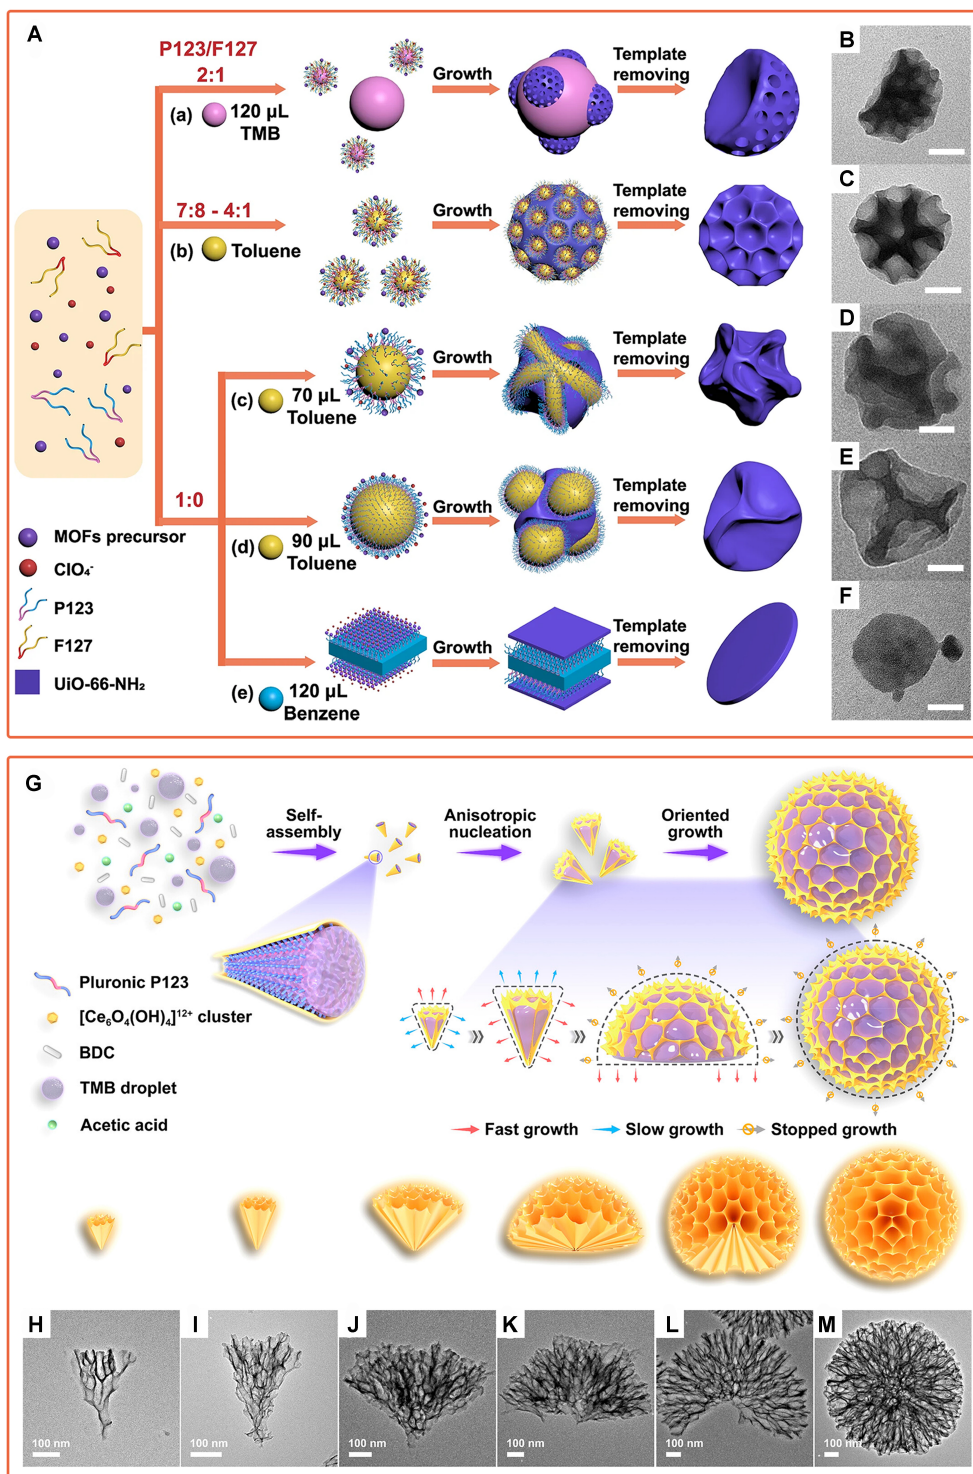 A
P123/F127
2:1
(a) 120 μL
TMB
Growth
Template
removing
B
7:8 - 4:1
(b) Toluene
Growth
Template
removing
C
(c) 70 μL
Toluene
Growth
Template
removing
D
1:0
(d) 90 μL
Toluene
Growth
Template
removing
E
(e) 120 μL
Benzene
Growth
Template
removing
F
MOFs precursor
ClO₄⁻
P123
F127
UiO-66-NH₂
G
Self-
assembly
Anisotropic
nucleation
Oriented
growth
Pluronic P123
[Ce₆O₄(OH)₄]¹²⁺ cluster
BDC
TMB droplet
Acetic acid
Fast growth
Slow growth
Stopped growth
H
100 nm
I
100 nm
J
100 nm
K
100 nm
L
100 nm
M
100 nm